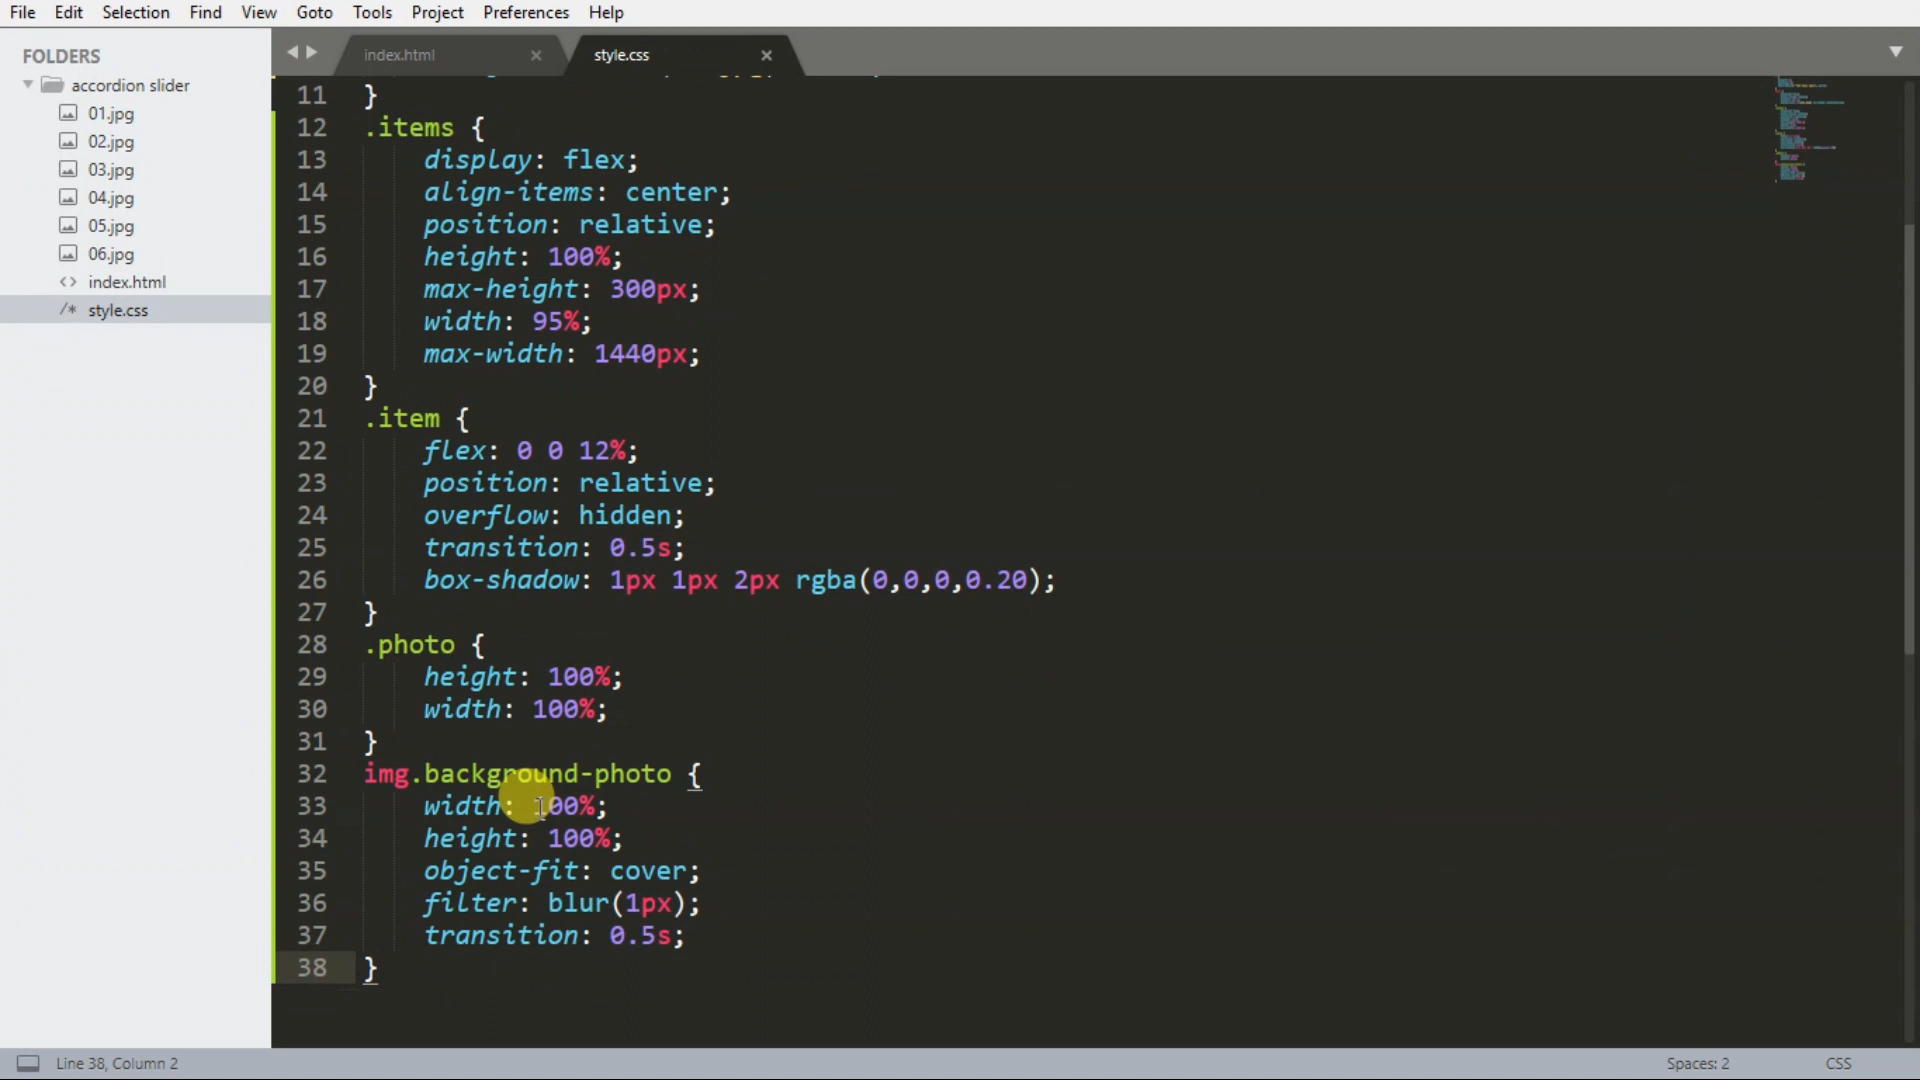 File Edit Selection Find View Goto Tools Project Preferences Help
FOLDERS
accordion slider
01.jpg
02.jpg
03.jpg
04.jpg
05.jpg
06.jpg
<> index.html
/* style.css
index.html × style.css ×
11 }
12 .items {
13 display: flex;
14 align-items: center;
15 position: relative;
16 height: 100%;
17 max-height: 300px;
18 width: 95%;
19 max-width: 1440px;
20 }
21 .item {
22 flex: 0 0 12%;
23 position: relative;
24 overflow: hidden;
25 transition: 0.5s;
26 box-shadow: 1px 1px 2px rgba(0,0,0,0.20);
27 }
28 .photo {
29 height: 100%;
30 width: 100%;
31 }
32 img.background-photo {
33 width: 100%;
34 height: 100%;
35 object-fit: cover;
36 filter: blur(1px);
37 transition: 0.5s;
38 }
Line 38, Column 2 Spaces: 2 CSS